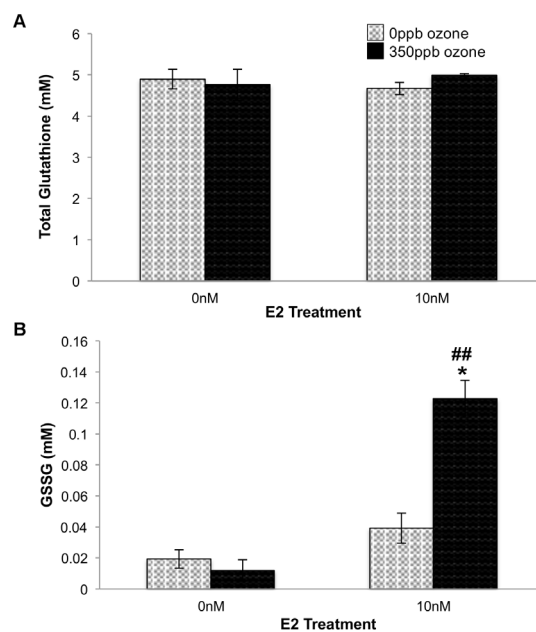 A
0ppb ozone
350ppb ozone
Total Glutathione (mM)
6
5
4
3
2
1
0
0nM
10nM
E2 Treatment
B
##
*
GSSG (mM)
0.16
0.14
0.12
0.1
0.08
0.06
0.04
0.02
0
0nM
10nM
E2 Treatment